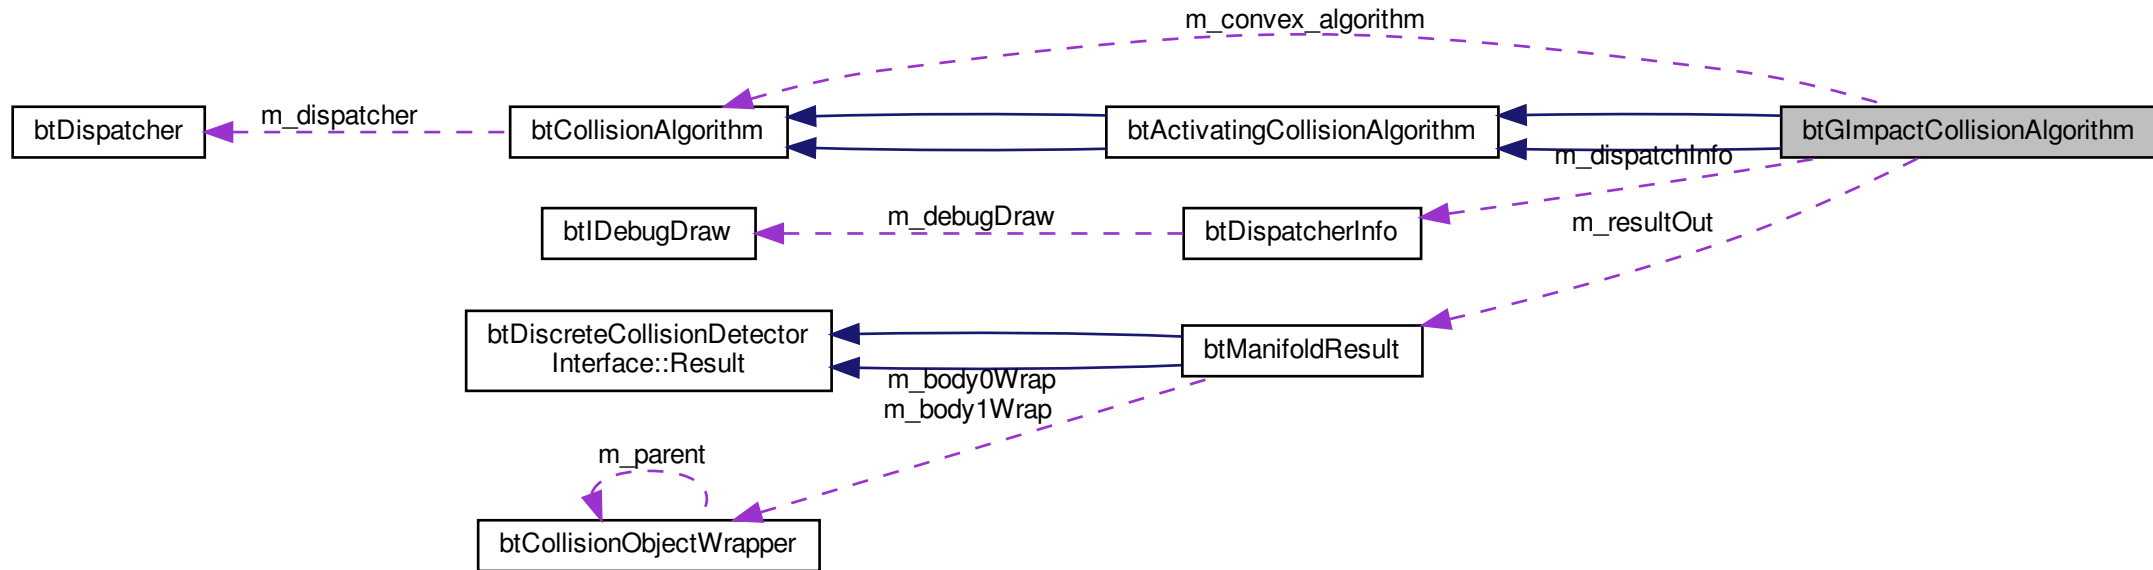 m_convex_algorithm
btDispatcher
m_dispatcher
btCollisionAlgorithm
btActivatingCollisionAlgorithm
btGImpactCollisionAlgorithm
m_dispatchInfo
btIDebugDraw
m_debugDraw
btDispatcherInfo
m_resultOut
btDiscreteCollisionDetector
Interface::Result
btManifoldResult
m_body0Wrap
m_body1Wrap
m_parent
btCollisionObjectWrapper